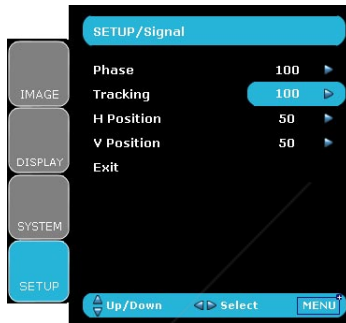 SETUP/Signal
Phase 100
Tracking 100
H Position 50
V Position 50
Exit
IMAGE
DISPLAY
SYSTEM
SETUP
Up/Down Select MENU